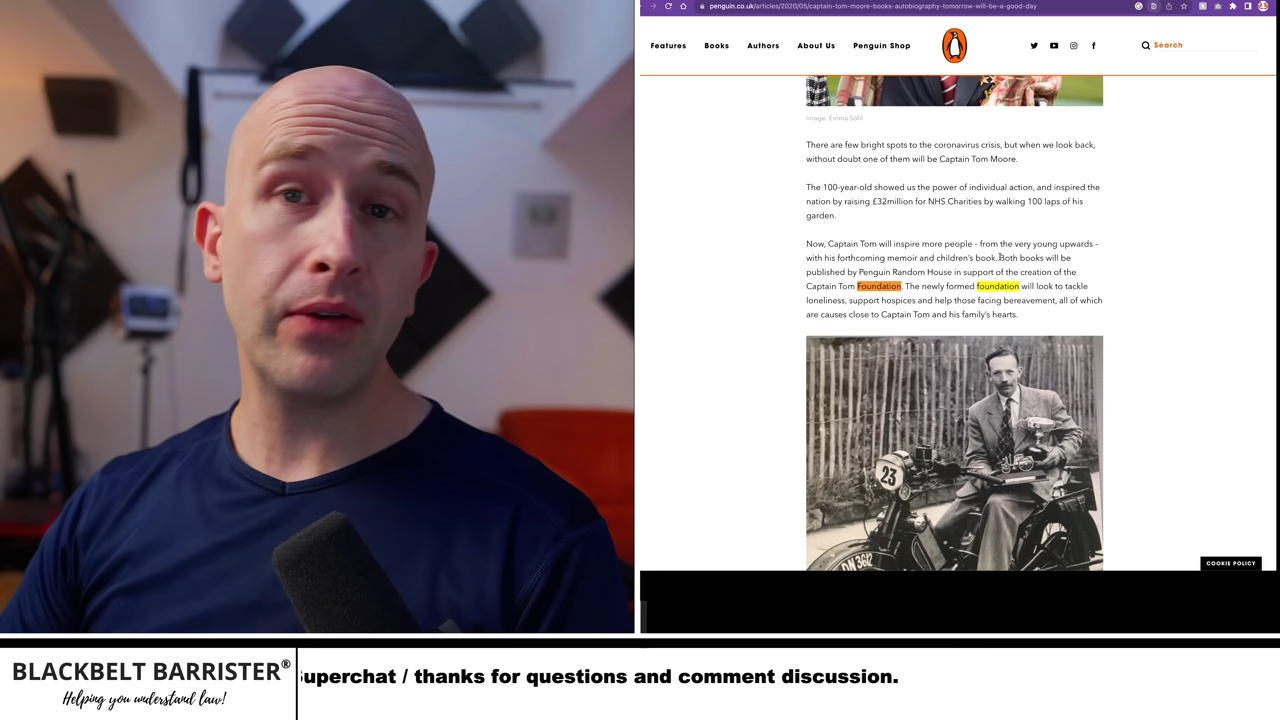 penguin.co.uk/articles/2020/05/captain-tom-moore-books-autobiography-tomorrow-will-be-a-good-day
Features Books Authors About Us Penguin Shop Search
Image: Emma Sohl
There are few bright spots to the coronavirus crisis, but when we look back,
without doubt one of them will be Captain Tom Moore.
The 100-year-old showed us the power of individual action, and inspired the
nation by raising £32million for NHS Charities by walking 100 laps of his
garden.
Now, Captain Tom will inspire more people – from the very young upwards –
with his forthcoming memoir and children's book. Both books will be
published by Penguin Random House in support of the creation of the
Captain Tom Foundation. The newly formed foundation will look to tackle
loneliness, support hospices and help those facing bereavement, all of which
are causes close to Captain Tom and his family's hearts.
23
DN 3612
COOKIE POLICY
BLACKBELT BARRISTER®
Helping you understand law!
Superchat / thanks for questions and comment discussion.